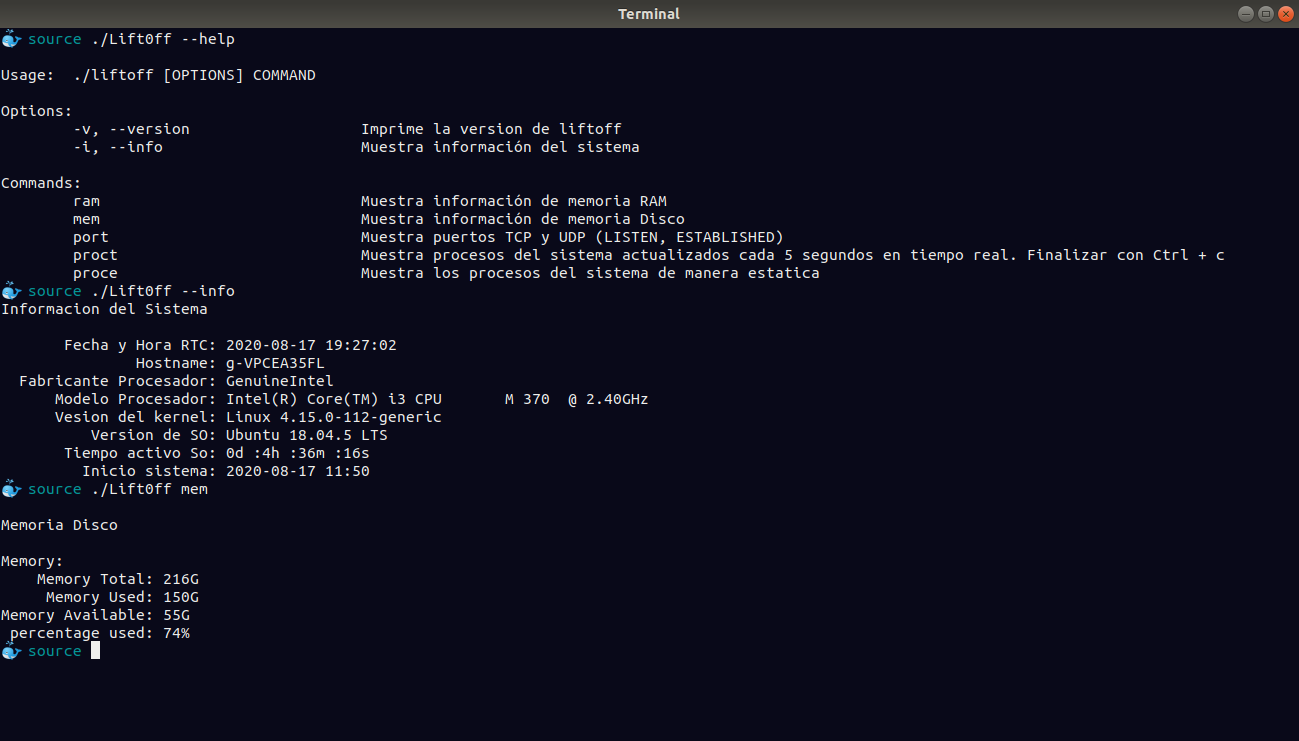 Terminal
source ./Lift0ff --help
Usage:  ./liftoff [OPTIONS] COMMAND
Options:
-v, --version                   Imprime la version de liftoff
-i, --info                      Muestra información del sistema
Commands:
ram                             Muestra información de memoria RAM
mem                             Muestra información de memoria Disco
port                            Muestra puertos TCP y UDP (LISTEN, ESTABLISHED)
proct                           Muestra procesos del sistema actualizados cada 5 segundos en tiempo real. Finalizar con Ctrl + c
proce                           Muestra los procesos del sistema de manera estatica
source ./Lift0ff --info
Informacion del Sistema
Fecha y Hora RTC: 2020-08-17 19:27:02
Hostname: g-VPCEA35FL
Fabricante Procesador: GenuineIntel
Modelo Procesador: Intel(R) Core(TM) i3 CPU       M 370  @ 2.40GHz
Vesion del kernel: Linux 4.15.0-112-generic
Version de SO: Ubuntu 18.04.5 LTS
Tiempo activo So: 0d :4h :36m :16s
Inicio sistema: 2020-08-17 11:50
source ./Lift0ff mem
Memoria Disco
Memory:
Memory Total: 216G
Memory Used: 150G
Memory Available: 55G
percentage used: 74%
source